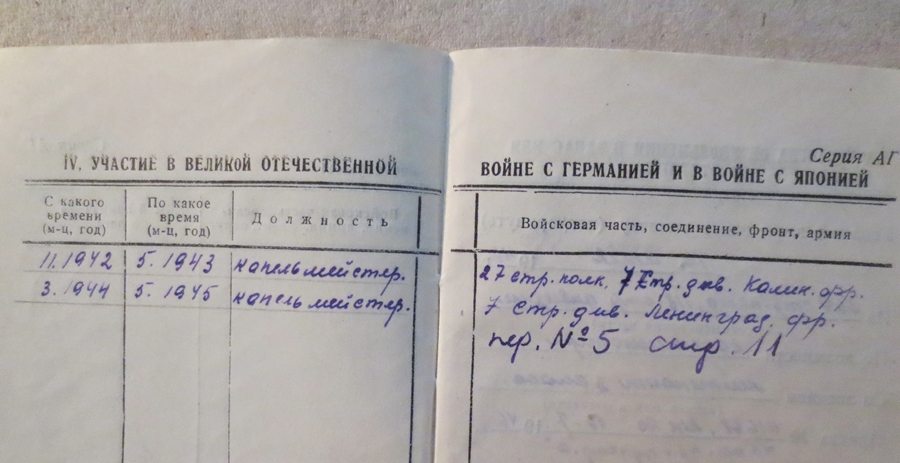 IV. УЧАСТИЕ В ВЕЛИКОЙ ОТЕЧЕСТВЕННОЙ
С какого времени (м-ц, год)
По какое время (м-ц, год)
Должность
11.1942 5.1943 капельмейстер.
3.1944 5.1945 капельмейстер.
Серия АГ
ВОЙНЕ С ГЕРМАНИЕЙ И В ВОЙНЕ С ЯПОНИЕЙ
Войсковая часть, соединение, фронт, армия
27 стр. полк. 7 Стр. див. Калин. фр.
7 Стр. див. Ленинград. фр.
пер. № 5 стр. 11